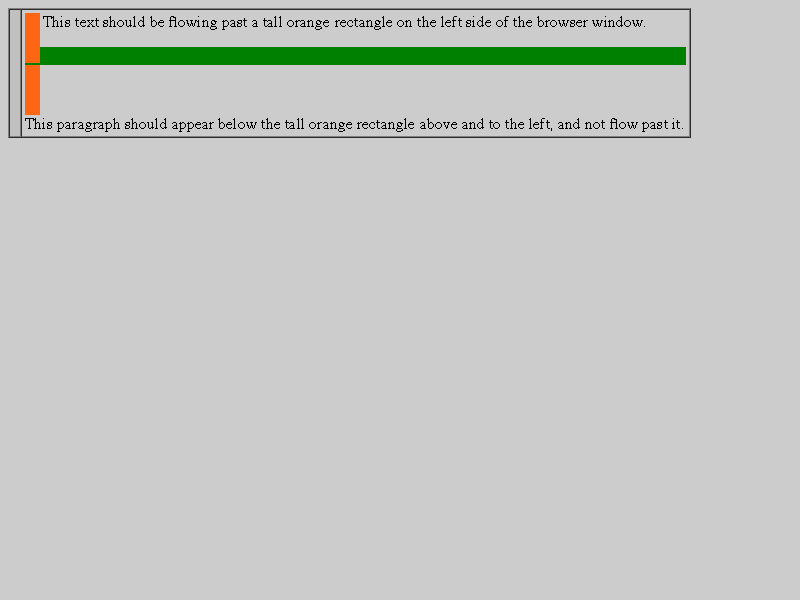 This text should be flowing past a tall orange rectangle on the left side of the browser window.
This paragraph should appear below the tall orange rectangle above and to the left, and not flow past it.